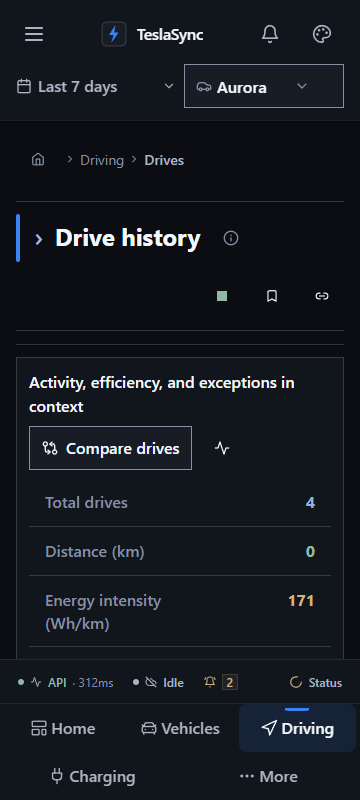 TeslaSync
Last 7 days
Aurora
Driving
Drives
Drive history
Activity, efficiency, and exceptions in
context
Compare drives
Total drives 4
Distance (km) 0
Energy intensity 171
(Wh/km)
API · 312ms Idle 2 Status
Home Vehicles Driving
Charging More